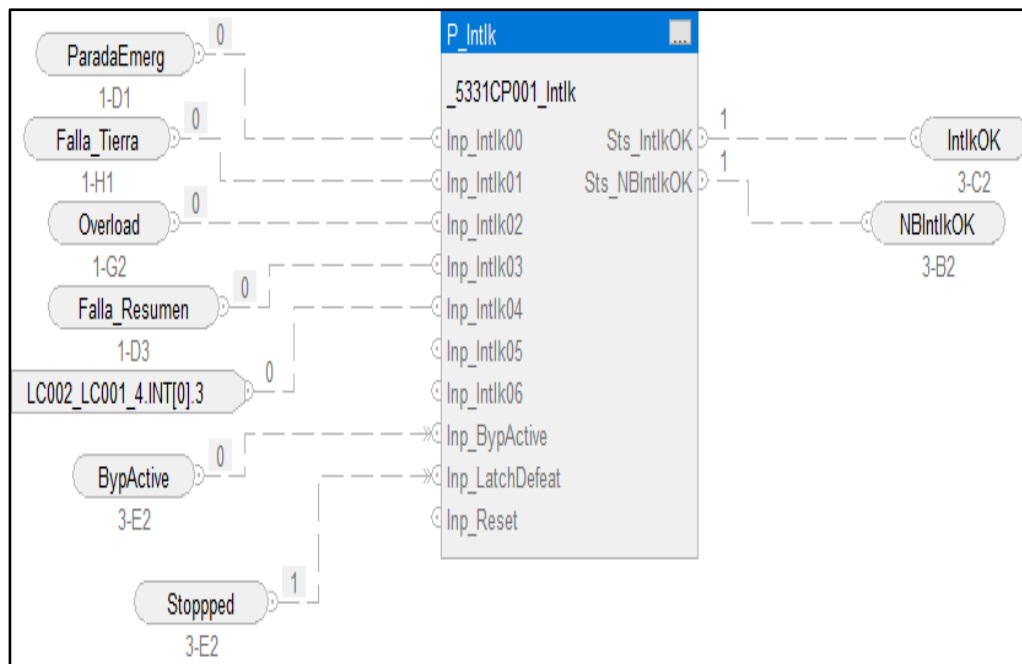 P_Intlk
...
_5331CP001_Intlk
ParadaEmerg
0
1-D1
Falla_Tierra
0
1-H1
Overload
0
1-G2
Falla_Resumen
0
1-D3
LC002_LC001_4.INT[0].3
0
BypActive
0
3-E2
Stoppped
1
3-E2
Inp_Intlk00
Inp_Intlk01
Inp_Intlk02
Inp_Intlk03
Inp_Intlk04
Inp_Intlk05
Inp_Intlk06
Inp_BypActive
Inp_LatchDefeat
Inp_Reset
Sts_IntlkOK
1
Sts_NBIntlkOK
1
IntlkOK
3-C2
NBIntlkOK
3-B2